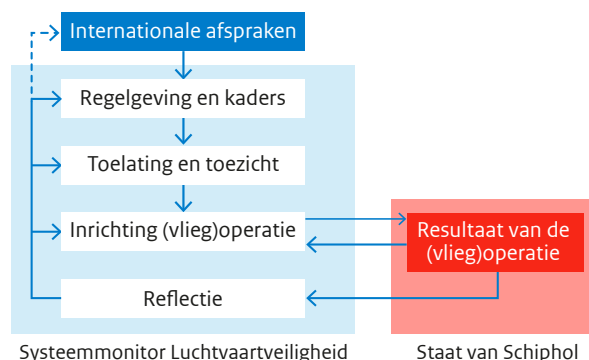 Internationale afspraken
Regelgeving en kaders
Toelating en toezicht
Inrichting (vlieg)operatie
Resultaat van de
(vlieg)operatie
Reflectie
Systeemmonitor Luchtvaartveiligheid
Staat van Schiphol